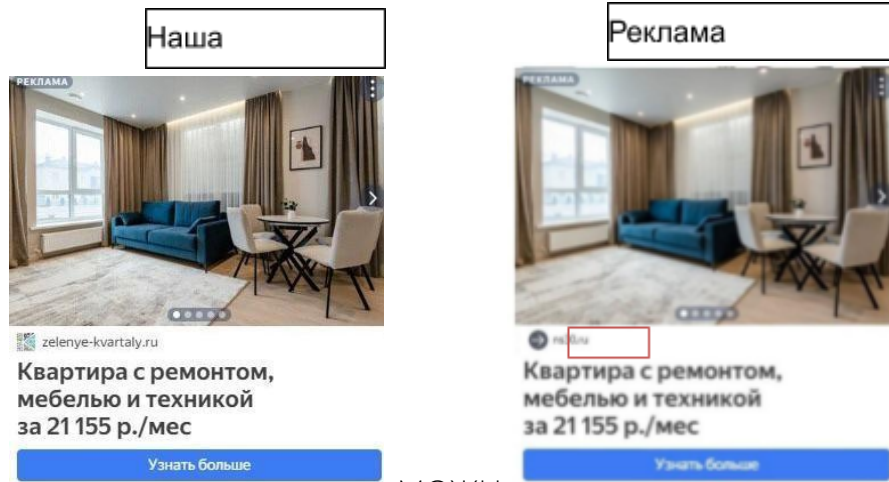 Наша
РЕКЛАМА
zelenye-kvartaly.ru
Квартира с ремонтом,
мебелью и техникой
за 21 155 р./мес
Узнать больше
Реклама
РЕКЛАМА
Квартира с ремонтом,
мебелью и техникой
за 21 155 р./мес
Узнать больше